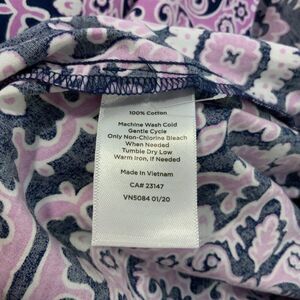 100% Cotton
Machine Wash Cold
Gentle Cycle
Only Non-Chlorine Bleach
When Needed
Tumble Dry Low
Warm Iron, if Needed
Made In Vietnam
CA# 23147
VN5084 01/20